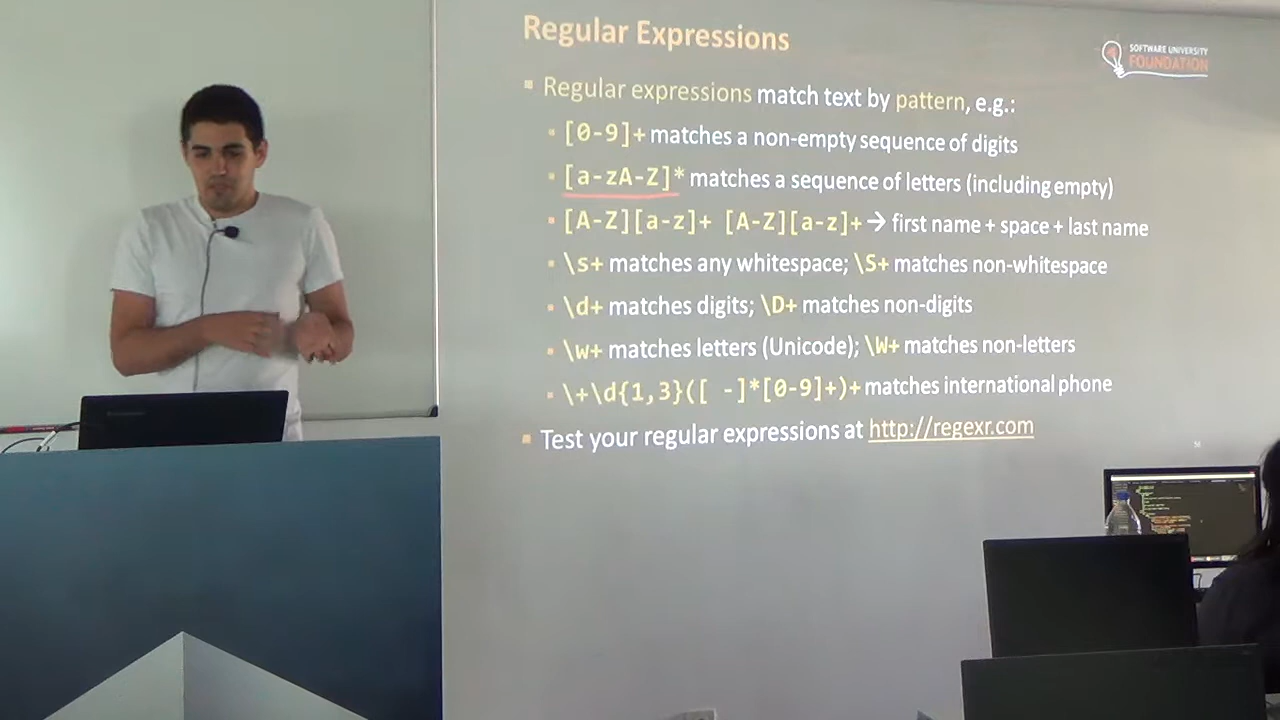 Regular Expressions
SOFTWARE UNIVERSITY
FOUNDATION
Regular expressions match text by pattern, e.g.:
[0-9]+ matches a non-empty sequence of digits
[a-zA-Z]* matches a sequence of letters (including empty)
[A-Z][a-z]+ [A-Z][a-z]+ → first name + space + last name
\s+ matches any whitespace; \S+ matches non-whitespace
\d+ matches digits; \D+ matches non-digits
\w+ matches letters (Unicode); \W+ matches non-letters
\+\d{1,3}([ -]*[0-9]+)+ matches international phone
Test your regular expressions at http://regexr.com